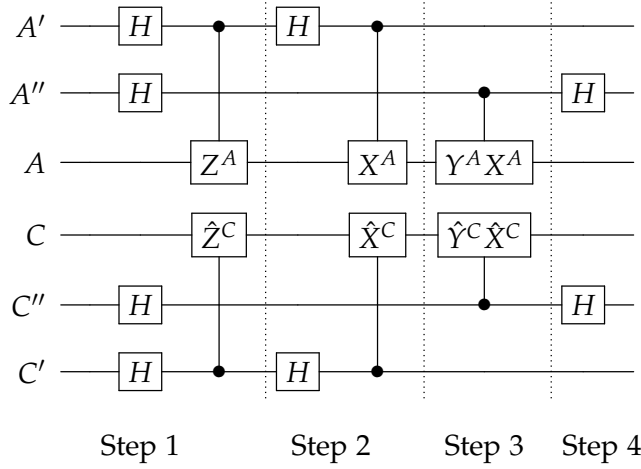 A′ H H
A″ H H
A Z^A X^A Y^A X^A
C Ẑ^C X̂^C Ŷ^C X̂^C
C″ H H
C′ H H
Step 1 Step 2 Step 3 Step 4